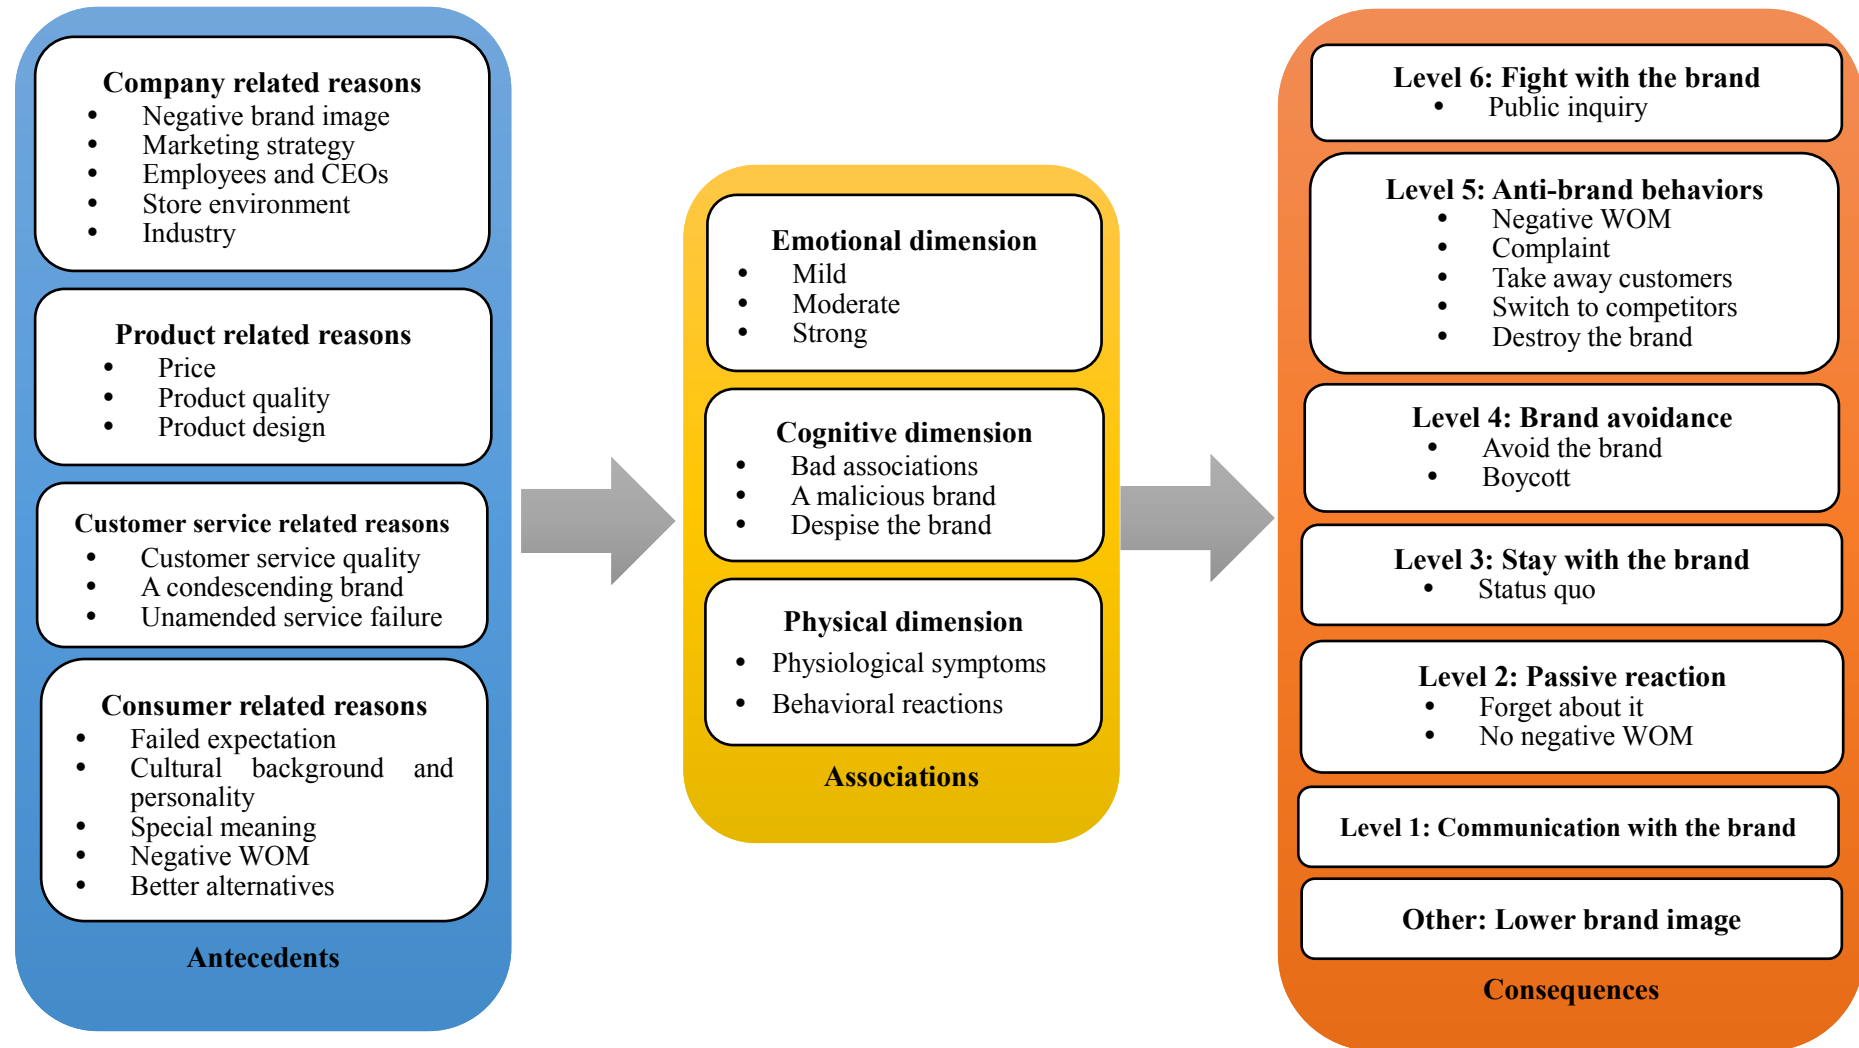 Company related reasons
• Negative brand image
• Marketing strategy
• Employees and CEOs
• Store environment
• Industry
Product related reasons
• Price
• Product quality
• Product design
Customer service related reasons
• Customer service quality
• A condescending brand
• Unamended service failure
Consumer related reasons
• Failed expectation
• Cultural background and
personality
• Special meaning
• Negative WOM
• Better alternatives
Antecedents
Emotional dimension
• Mild
• Moderate
• Strong
Cognitive dimension
• Bad associations
• A malicious brand
• Despise the brand
Physical dimension
• Physiological symptoms
• Behavioral reactions
Associations
Level 6: Fight with the brand
• Public inquiry
Level 5: Anti-brand behaviors
• Negative WOM
• Complaint
• Take away customers
• Switch to competitors
• Destroy the brand
Level 4: Brand avoidance
• Avoid the brand
• Boycott
Level 3: Stay with the brand
• Status quo
Level 2: Passive reaction
• Forget about it
• No negative WOM
Level 1: Communication with the brand
Other: Lower brand image
Consequences